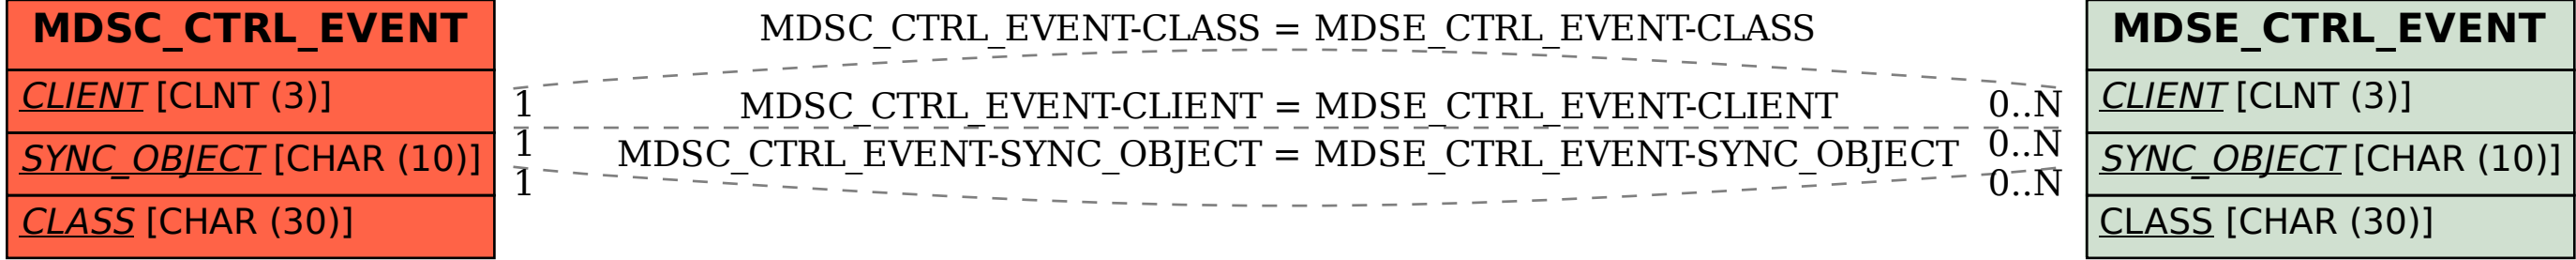 MDSC_CTRL_EVENT
CLIENT [CLNT (3)]
SYNC_OBJECT [CHAR (10)]
CLASS [CHAR (30)]
MDSC_CTRL_EVENT-CLASS = MDSE_CTRL_EVENT-CLASS
1 MDSC_CTRL_EVENT-CLIENT = MDSE_CTRL_EVENT-CLIENT 0..N
1 MDSC_CTRL_EVENT-SYNC_OBJECT = MDSE_CTRL_EVENT-SYNC_OBJECT 0..N
1 0..N
MDSE_CTRL_EVENT
CLIENT [CLNT (3)]
SYNC_OBJECT [CHAR (10)]
CLASS [CHAR (30)]